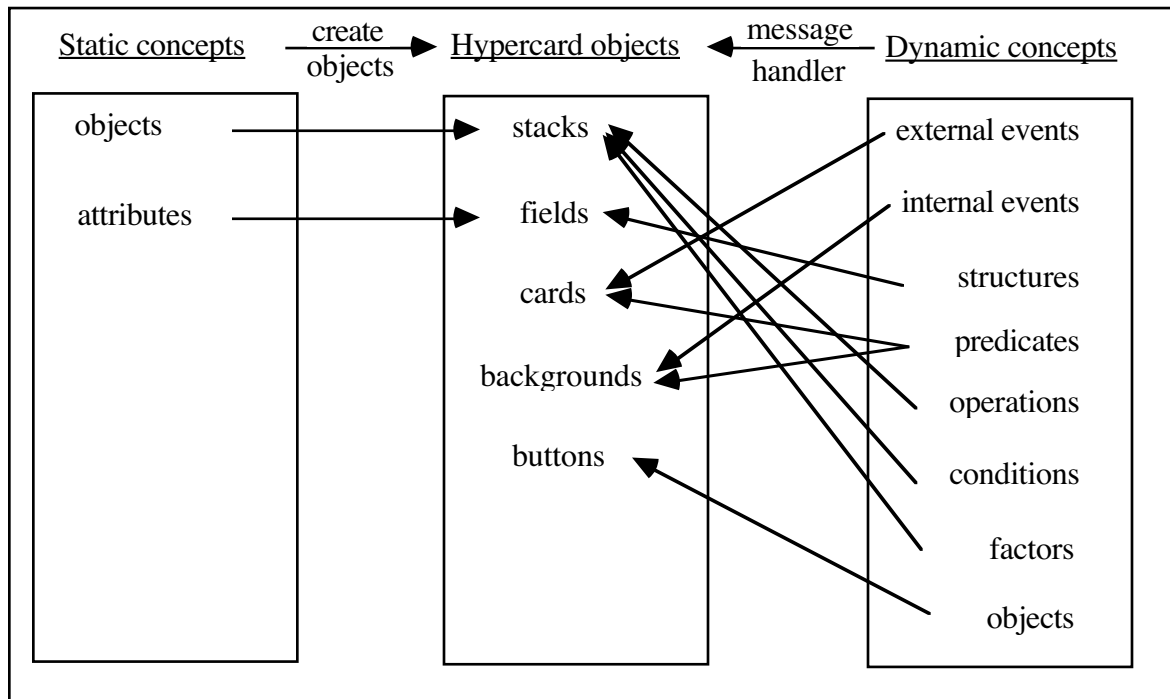 Static concepts
create
objects
Hypercard objects
message
handler
Dynamic concepts
objects
attributes
stacks
fields
cards
backgrounds
buttons
external events
internal events
structures
predicates
operations
conditions
factors
objects